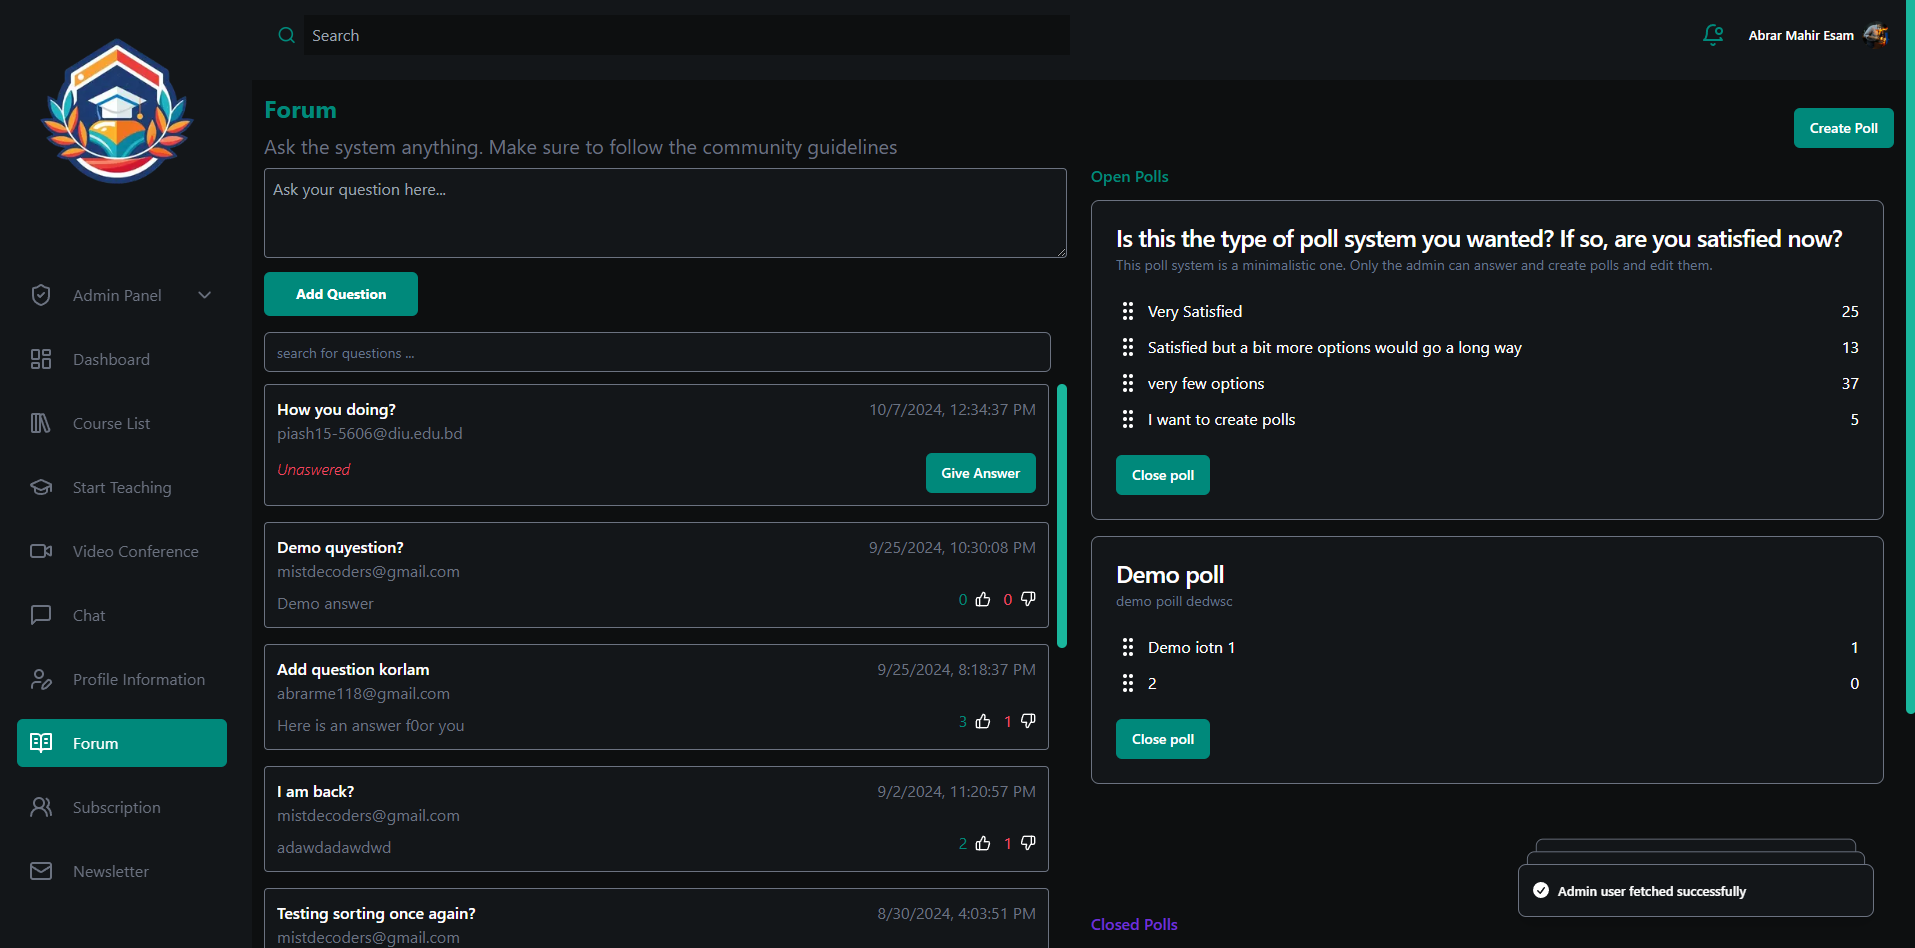 Search
Abrar Mahir Esam
Admin Panel
Dashboard
Course List
Start Teaching
Video Conference
Chat
Profile Information
Forum
Subscription
Newsletter
Forum
Ask the system anything. Make sure to follow the community guidelines
Ask your question here...
Add Question
search for questions ...
How you doing? 10/7/2024, 12:34:37 PM
piash15-5606@diu.edu.bd
Unaswered
Give Answer
Demo quyestion? 9/25/2024, 10:30:08 PM
mistdecoders@gmail.com
Demo answer 0 0
Add question korlam 9/25/2024, 8:18:37 PM
abrarme118@gmail.com
Here is an answer f0or you 3 1
I am back? 9/2/2024, 11:20:57 PM
mistdecoders@gmail.com
adawdadawdwd 2 1
Testing sorting once again? 8/30/2024, 4:03:51 PM
mistdecoders@gmail.com
Create Poll
Open Polls
Is this the type of poll system you wanted? If so, are you satisfied now?
This poll system is a minimalistic one. Only the admin can answer and create polls and edit them.
Very Satisfied 25
Satisfied but a bit more options would go a long way 13
very few options 37
I want to create polls 5
Close poll
Demo poll
demo poill dedwsc
Demo iotn 1 1
2 0
Close poll
Admin user fetched successfully
Closed Polls